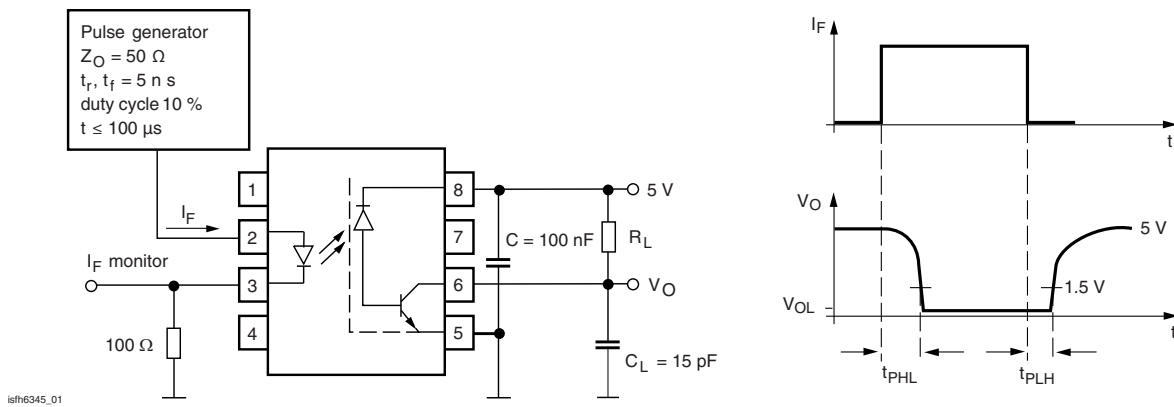 Pulse generator
Z_O = 50 Ω
t_r, t_f = 5 n s
duty cycle 10 %
t ≤ 100 µs
I_F
1
2
3
4
8
7
6
5
I_F monitor
100 Ω
C = 100 nF
R_L
5 V
V_O
C_L = 15 pF
isfh6345_01
I_F
t
V_O
5 V
1.5 V
V_OL
t
t_PHL
t_PLH